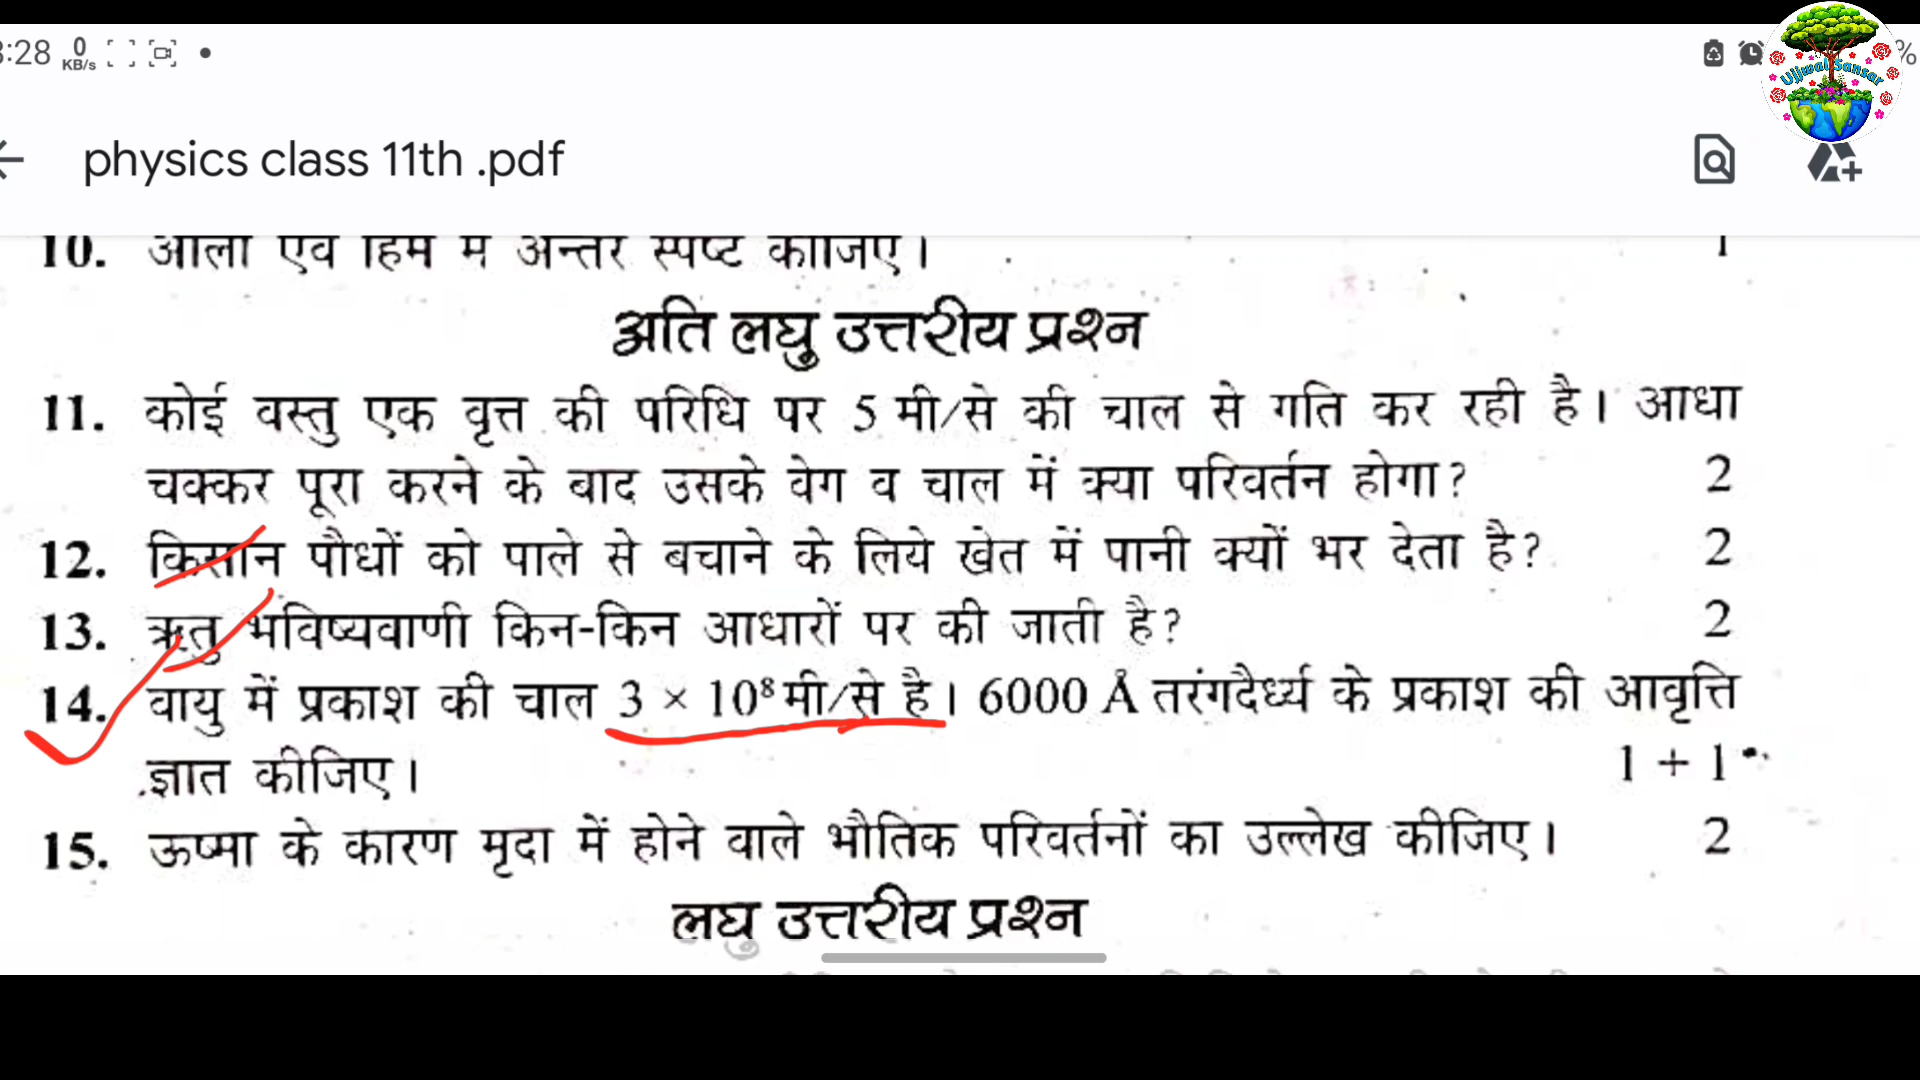 3:28 0 KB/s %
Ujjwal Sansar
physics class 11th .pdf
10. ओला एवं हिम में अन्तर स्पष्ट कीजिए। 1
अति लघु उत्तरीय प्रश्न
11. कोई वस्तु एक वृत्त की परिधि पर 5 मी/से की चाल से गति कर रही है। आधा
चक्कर पूरा करने के बाद उसके वेग व चाल में क्या परिवर्तन होगा? 2
12. किसान पौधों को पाले से बचाने के लिये खेत में पानी क्यों भर देता है? 2
13. ऋतु भविष्यवाणी किन-किन आधारों पर की जाती है? 2
14. वायु में प्रकाश की चाल 3 × 10⁸ मी/से है। 6000 Å तरंगदैर्ध्य के प्रकाश की आवृत्ति
ज्ञात कीजिए। 1 + 1
15. ऊष्मा के कारण मृदा में होने वाले भौतिक परिवर्तनों का उल्लेख कीजिए। 2
लघु उत्तरीय प्रश्न